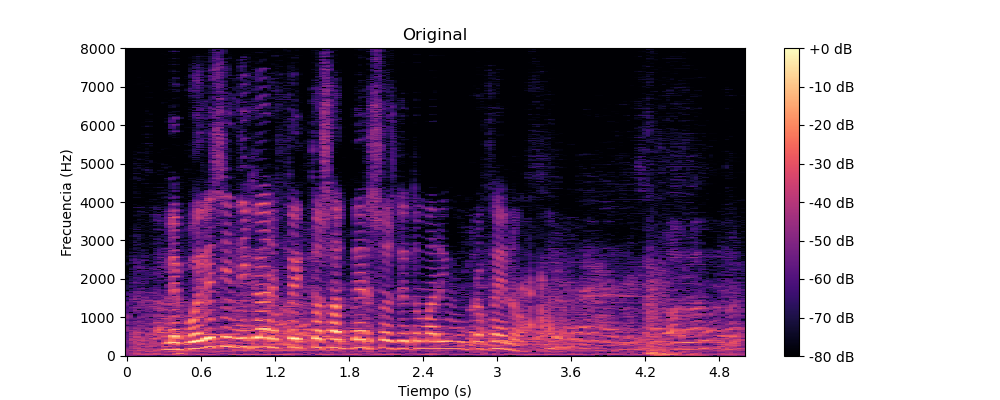 Original
8000
7000
6000
5000
4000
3000
2000
1000
0
Frecuencia (Hz)
0 0.6 1.2 1.8 2.4 3 3.6 4.2 4.8
Tiempo (s)
+0 dB
-10 dB
-20 dB
-30 dB
-40 dB
-50 dB
-60 dB
-70 dB
-80 dB